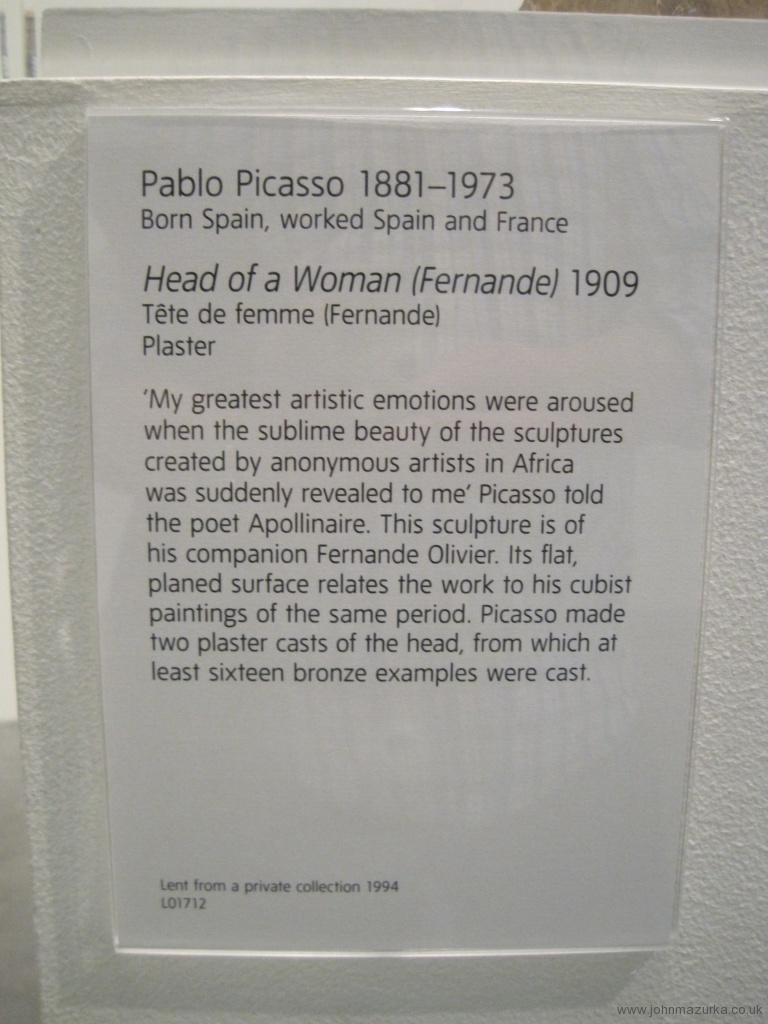 Pablo Picasso 1881–1973
Born Spain, worked Spain and France
Head of a Woman (Fernande) 1909
Tête de femme (Fernande)
Plaster
'My greatest artistic emotions were aroused
when the sublime beauty of the sculptures
created by anonymous artists in Africa
was suddenly revealed to me' Picasso told
the poet Apollinaire. This sculpture is of
his companion Fernande Olivier. Its flat,
planed surface relates the work to his cubist
paintings of the same period. Picasso made
two plaster casts of the head, from which at
least sixteen bronze examples were cast.
Lent from a private collection 1994
L01712
www.johnmazurka.co.uk